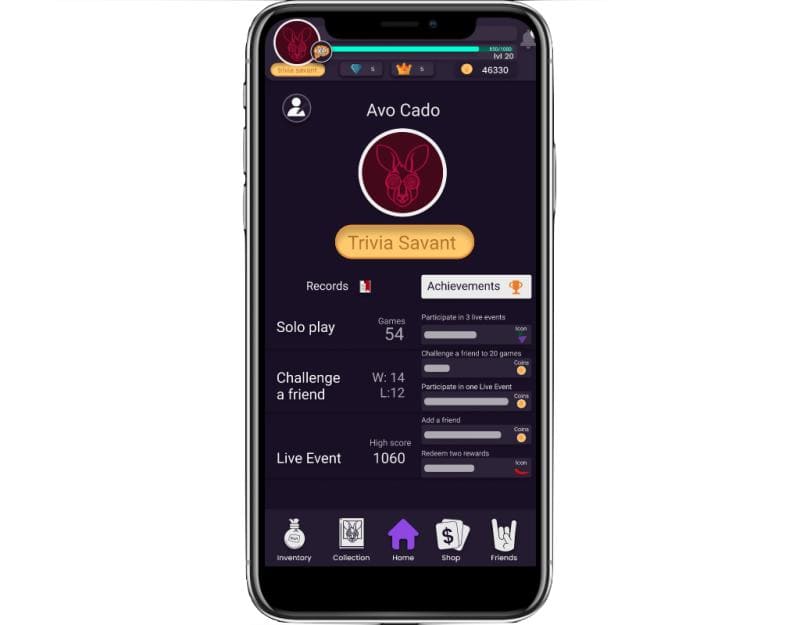 850/1000
lvl 20
Trivia savant
5
5
46330
Avo Cado
Trivia Savant
Records
Achievements
Solo play
Games
54
Challenge
a friend
W: 14
L:12
Live Event
High score
1060
Participate in 3 live events
Icon
Challenge a friend to 20 games
Coins
Participate in one Live Event
Coins
Add a friend
Coins
Redeem two rewards
Icon
Inventory
Collection
Home
$
Shop
Friends